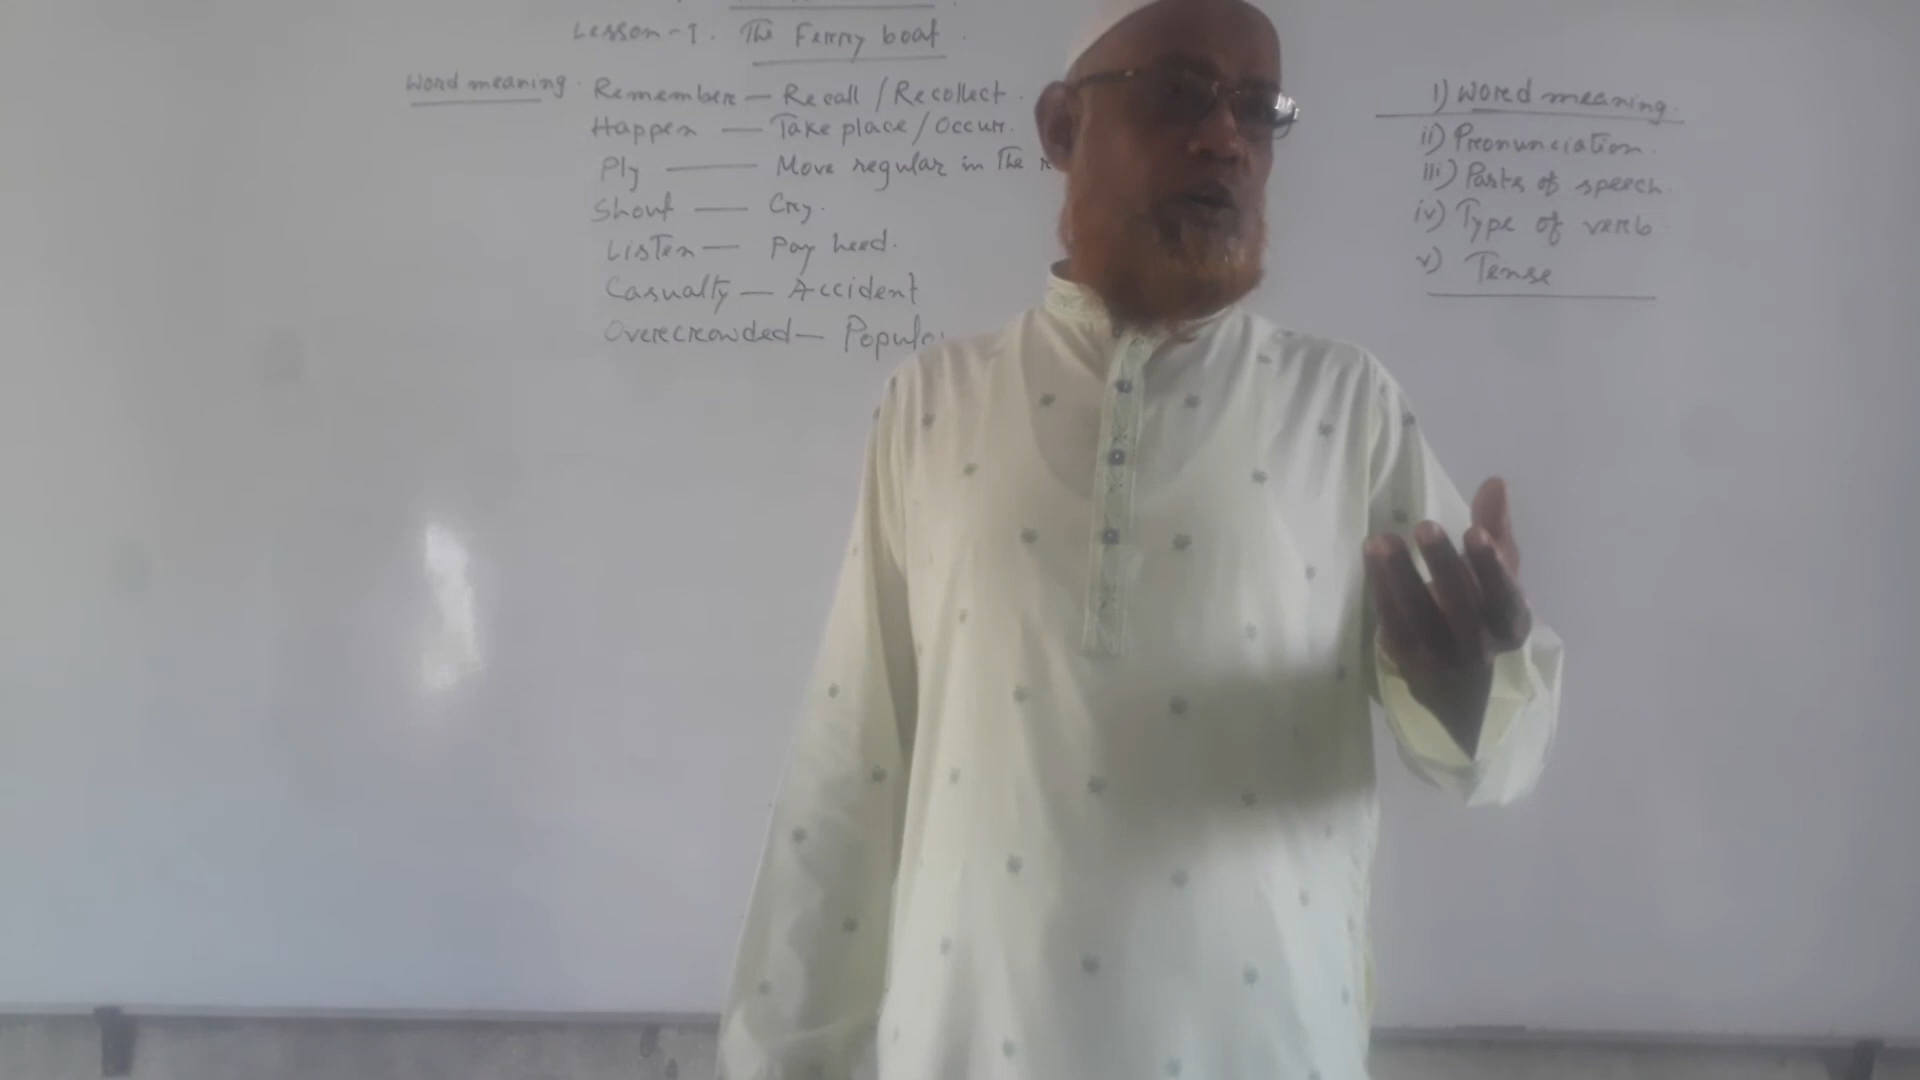 Lesson-1. The Ferry boat.
Word meaning. Remember — Recall / Recollect.
Happen — Take place / Occur.
Ply — Move regular in The
Shout — Cry.
Listen — Pay heed.
Casualty — Accident
Overcrowded —
i) Word meaning.
ii) Pronunciation.
iii) Parts of speech.
iv) Type of verb
v) Tense